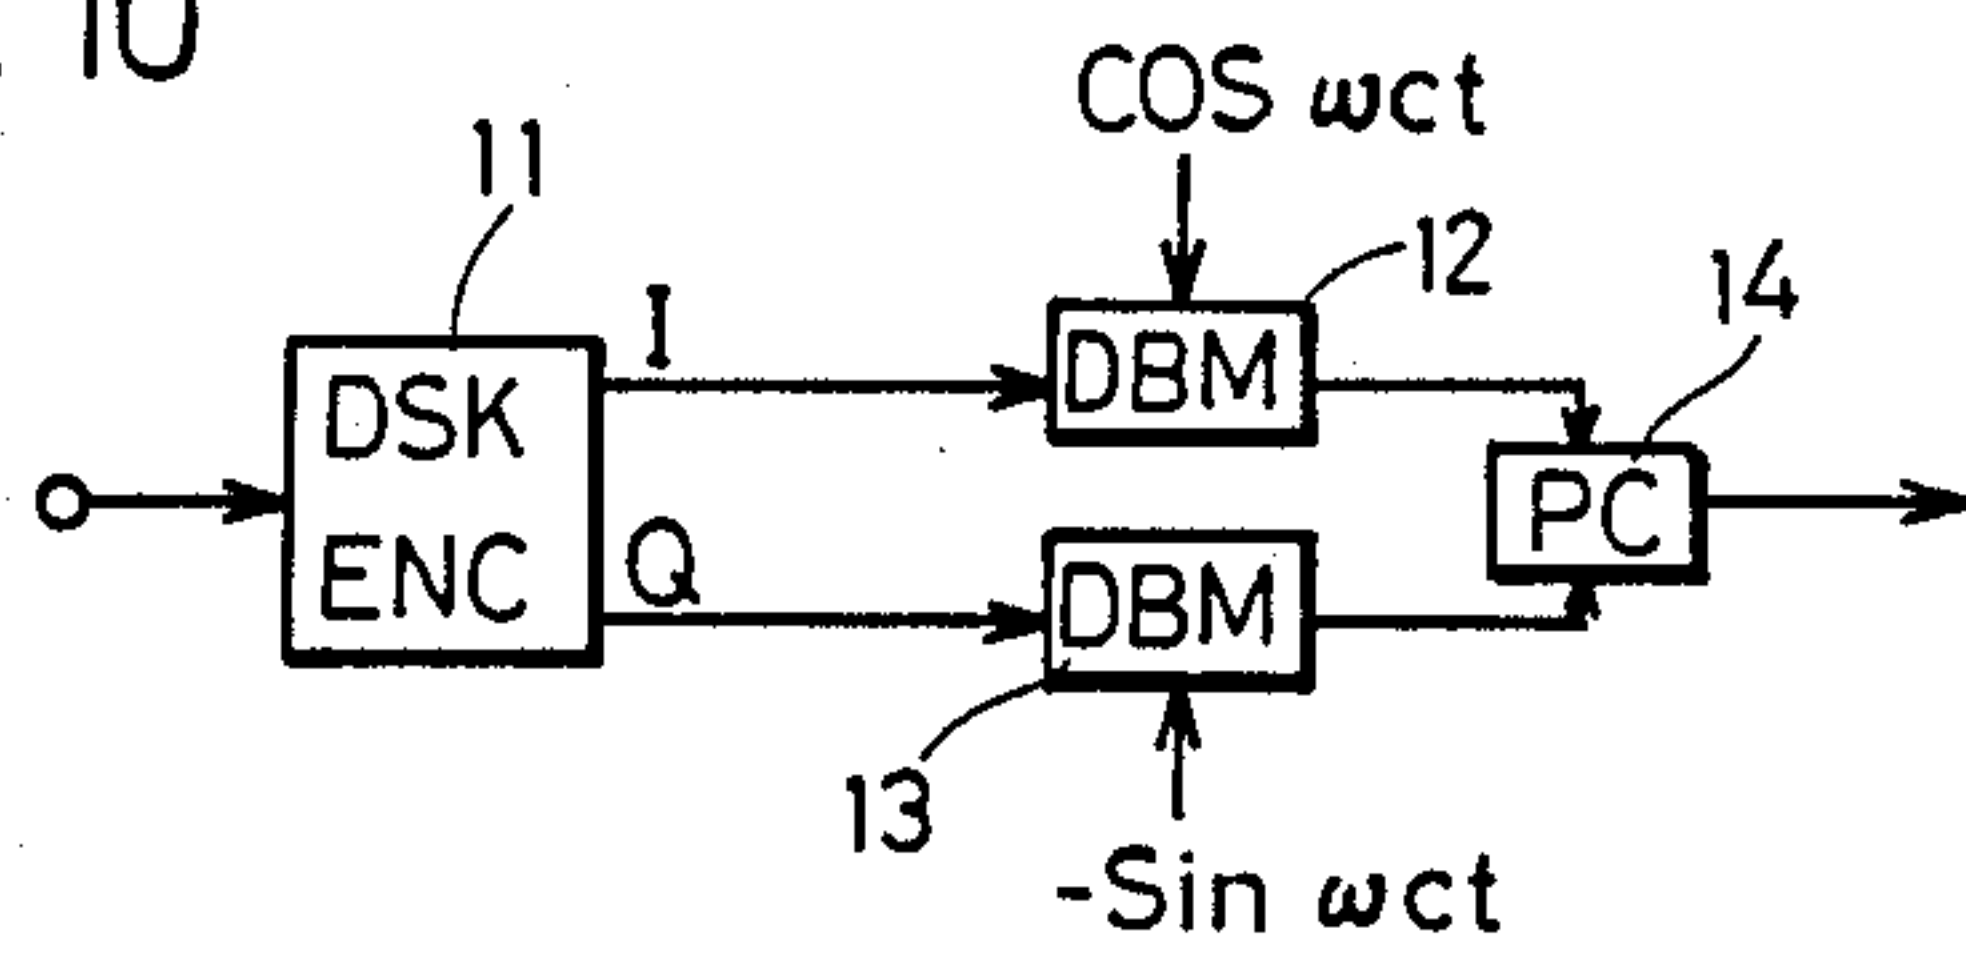 10
COS ωct
11
12
14
I
DBM
DSK
ENC
PC
Q
DBM
13
-Sin ωct